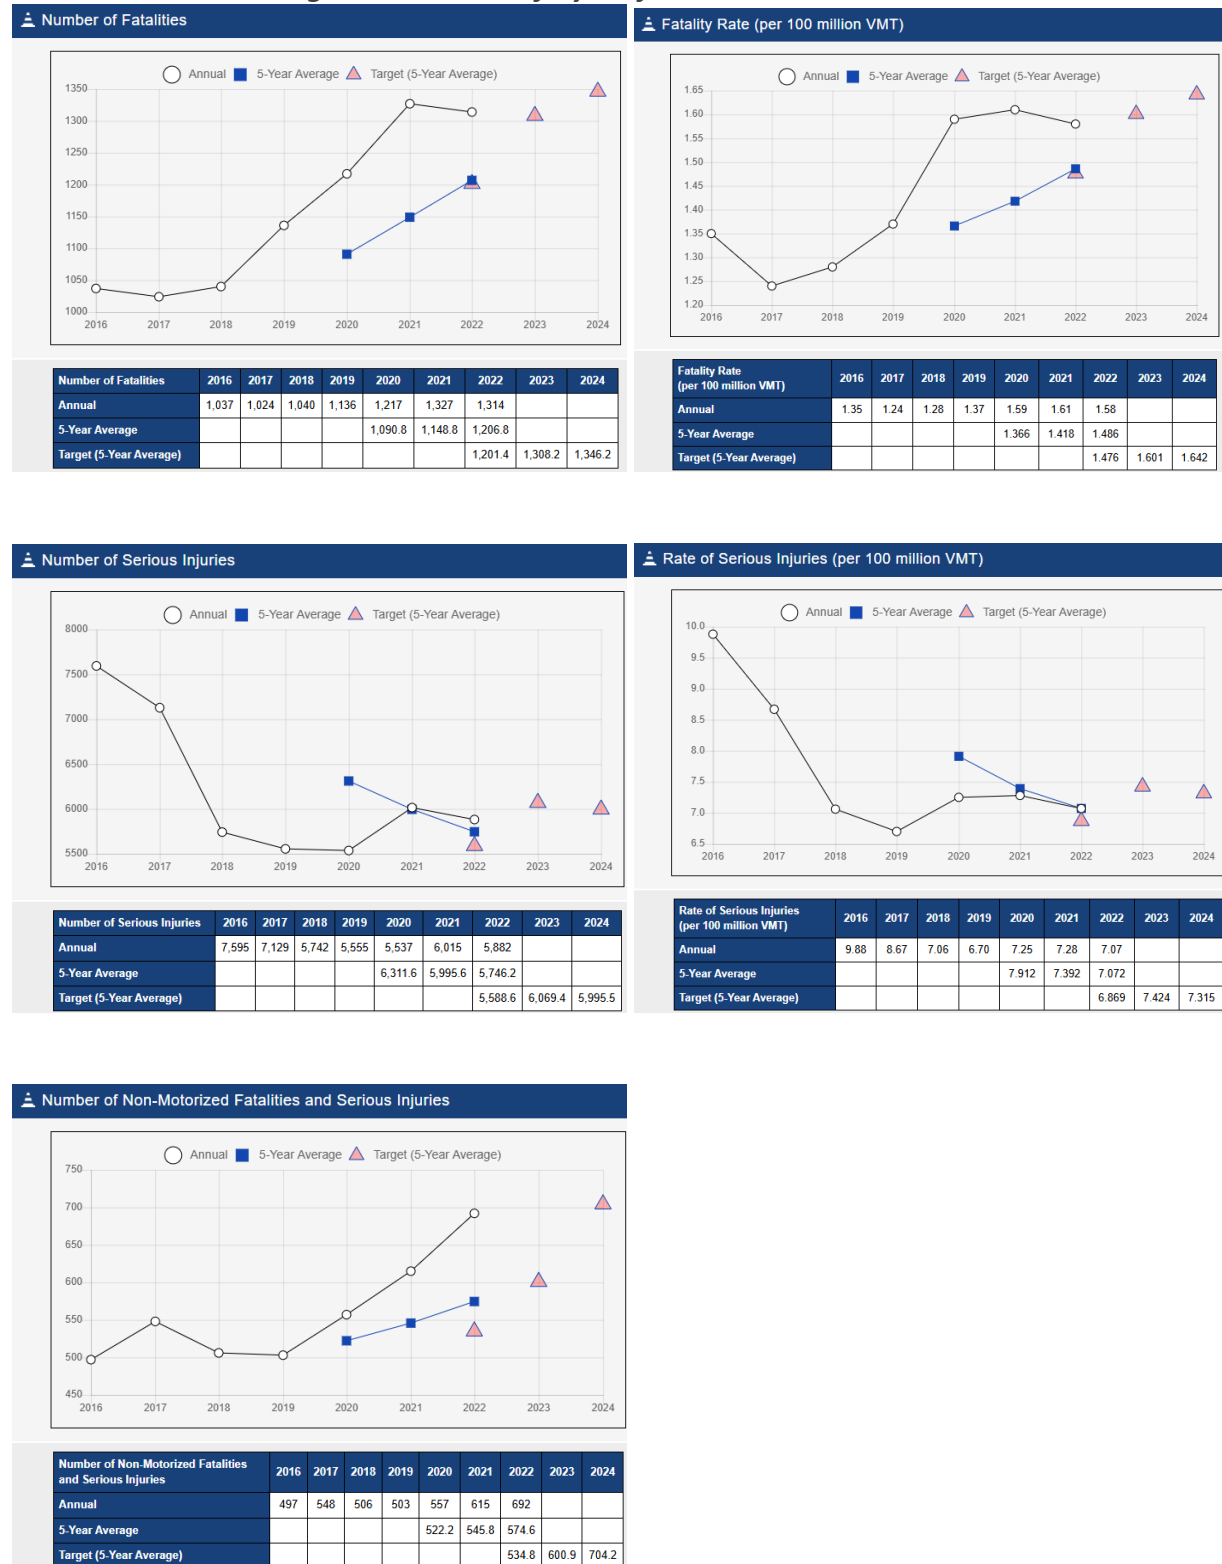 Number of Fatalities
Annual 5-Year Average Target (5-Year Average)
1350
1300
1250
1200
1150
1100
1050
1000
2016 2017 2018 2019 2020 2021 2022 2023 2024
Number of Fatalities 2016 2017 2018 2019 2020 2021 2022 2023 2024
Annual 1,037 1,024 1,040 1,136 1,217 1,327 1,314
5-Year Average 1,090.8 1,148.8 1,206.8
Target (5-Year Average) 1,201.4 1,308.2 1,346.2
Fatality Rate (per 100 million VMT)
Annual 5-Year Average Target (5-Year Average)
1.65
1.60
1.55
1.50
1.45
1.40
1.35
1.30
1.25
1.20
2016 2017 2018 2019 2020 2021 2022 2023 2024
Fatality Rate
(per 100 million VMT) 2016 2017 2018 2019 2020 2021 2022 2023 2024
Annual 1.35 1.24 1.28 1.37 1.59 1.61 1.58
5-Year Average 1.366 1.418 1.486
Target (5-Year Average) 1.476 1.601 1.642
Number of Serious Injuries
Annual 5-Year Average Target (5-Year Average)
8000
7500
7000
6500
6000
5500
2016 2017 2018 2019 2020 2021 2022 2023 2024
Number of Serious Injuries 2016 2017 2018 2019 2020 2021 2022 2023 2024
Annual 7,595 7,129 5,742 5,555 5,537 6,015 5,882
5-Year Average 6,311.6 5,995.6 5,746.2
Target (5-Year Average) 5,588.6 6,069.4 5,995.5
Rate of Serious Injuries (per 100 million VMT)
Annual 5-Year Average Target (5-Year Average)
10.0
9.5
9.0
8.5
8.0
7.5
7.0
6.5
2016 2017 2018 2019 2020 2021 2022 2023 2024
Rate of Serious Injuries
(per 100 million VMT) 2016 2017 2018 2019 2020 2021 2022 2023 2024
Annual 9.88 8.67 7.06 6.70 7.25 7.28 7.07
5-Year Average 7.912 7.392 7.072
Target (5-Year Average) 6.869 7.424 7.315
Number of Non-Motorized Fatalities and Serious Injuries
Annual 5-Year Average Target (5-Year Average)
750
700
650
600
550
500
450
2016 2017 2018 2019 2020 2021 2022 2023 2024
Number of Non-Motorized Fatalities
and Serious Injuries 2016 2017 2018 2019 2020 2021 2022 2023 2024
Annual 497 548 506 503 557 615 692
5-Year Average 522.2 545.8 574.6
Target (5-Year Average) 534.8 600.9 704.2